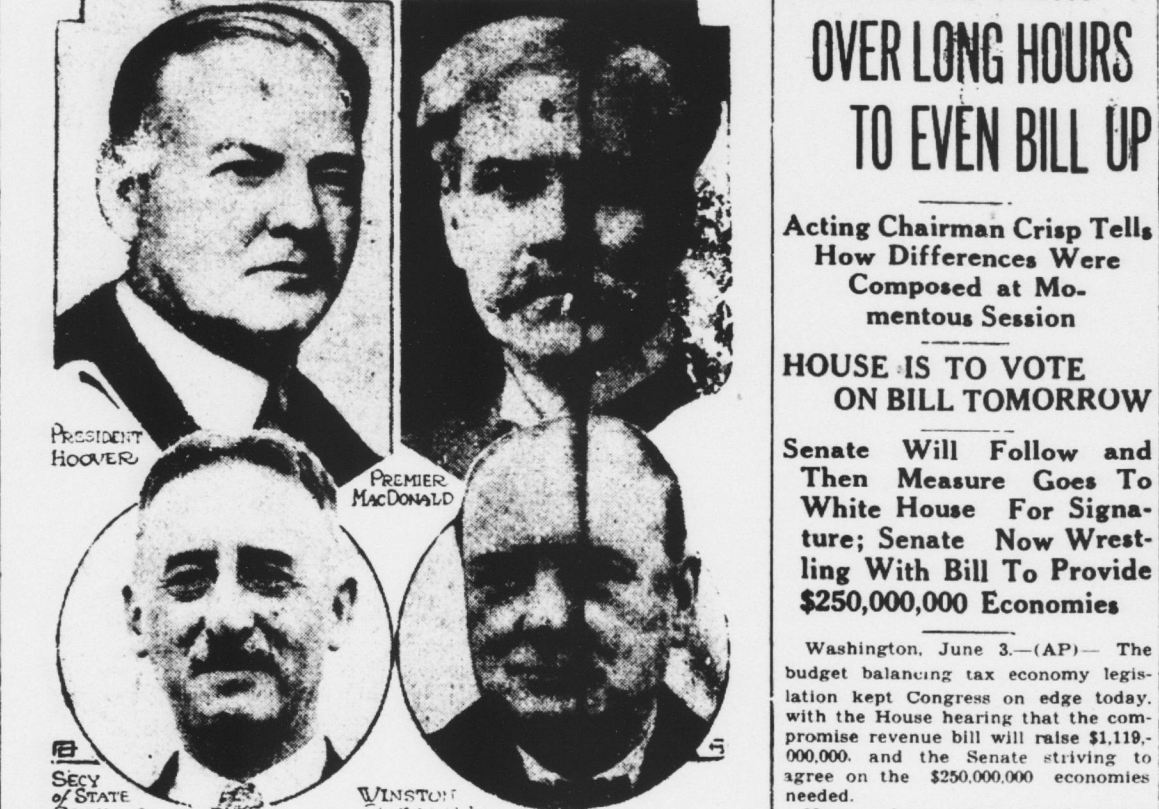 PRESIDENT
HOOVER
PREMIER
MACDONALD
SECY
of STATE
WINSTON
OVER LONG HOURS
TO EVEN BILL UP
Acting Chairman Crisp Tells
How Differences Were
Composed at Mo-
mentous Session
HOUSE IS TO VOTE
ON BILL TOMORROW
Senate Will Follow and
Then Measure Goes To
White House For Signa-
ture; Senate Now Wrest-
ling With Bill To Provide
$250,000,000 Economies
Washington, June 3.—(AP)— The
budget balancing tax economy legis-
lation kept Congress on edge today,
with the House hearing that the com-
promise revenue bill will raise $1,119,-
000,000, and the Senate striving to
agree on the $250,000,000 economies
needed.